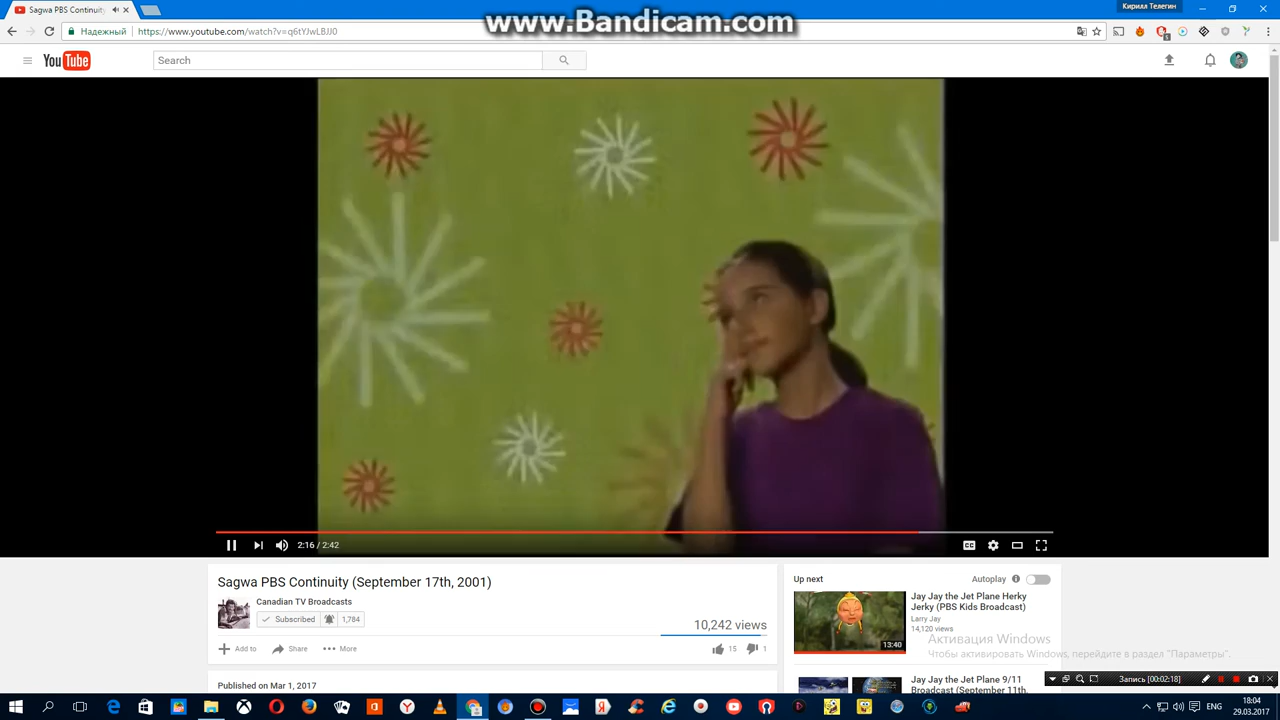 Sagwa PBS Continuity
Кирилл Телегин
www.Bandicam.com
Надежный
https://www.youtube.com/watch?v=q6tYJwLBJJ0
YouTube
Search
2:16 / 2:42
CC
Sagwa PBS Continuity (September 17th, 2001)
Canadian TV Broadcasts
Subscribed
1,784
10,242 views
Add to
Share
More
15
1
Published on Mar 1, 2017
Up next
Autoplay
Jay Jay the Jet Plane Herky
Jerky (PBS Kids Broadcast)
Larry Jay
14,120 views
13:40
Jay Jay the Jet Plane 9/11
Broadcast (September 11th,
Активация Windows
Чтобы активировать Windows, перейдите в раздел "Параметры".
Запись [00:02:18]
ENG
18:04
29.03.2017